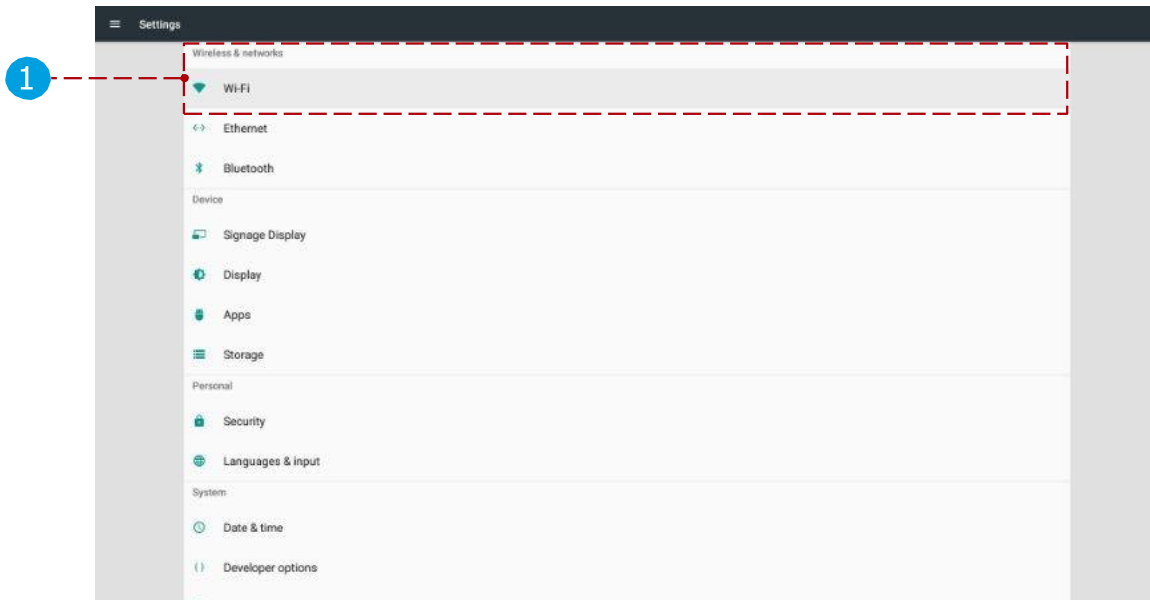 Settings
Wireless & networks
1
Wi-Fi
Ethernet
Bluetooth
Device
Signage Display
Display
Apps
Storage
Personal
Security
Languages & input
System
Date & time
Developer options